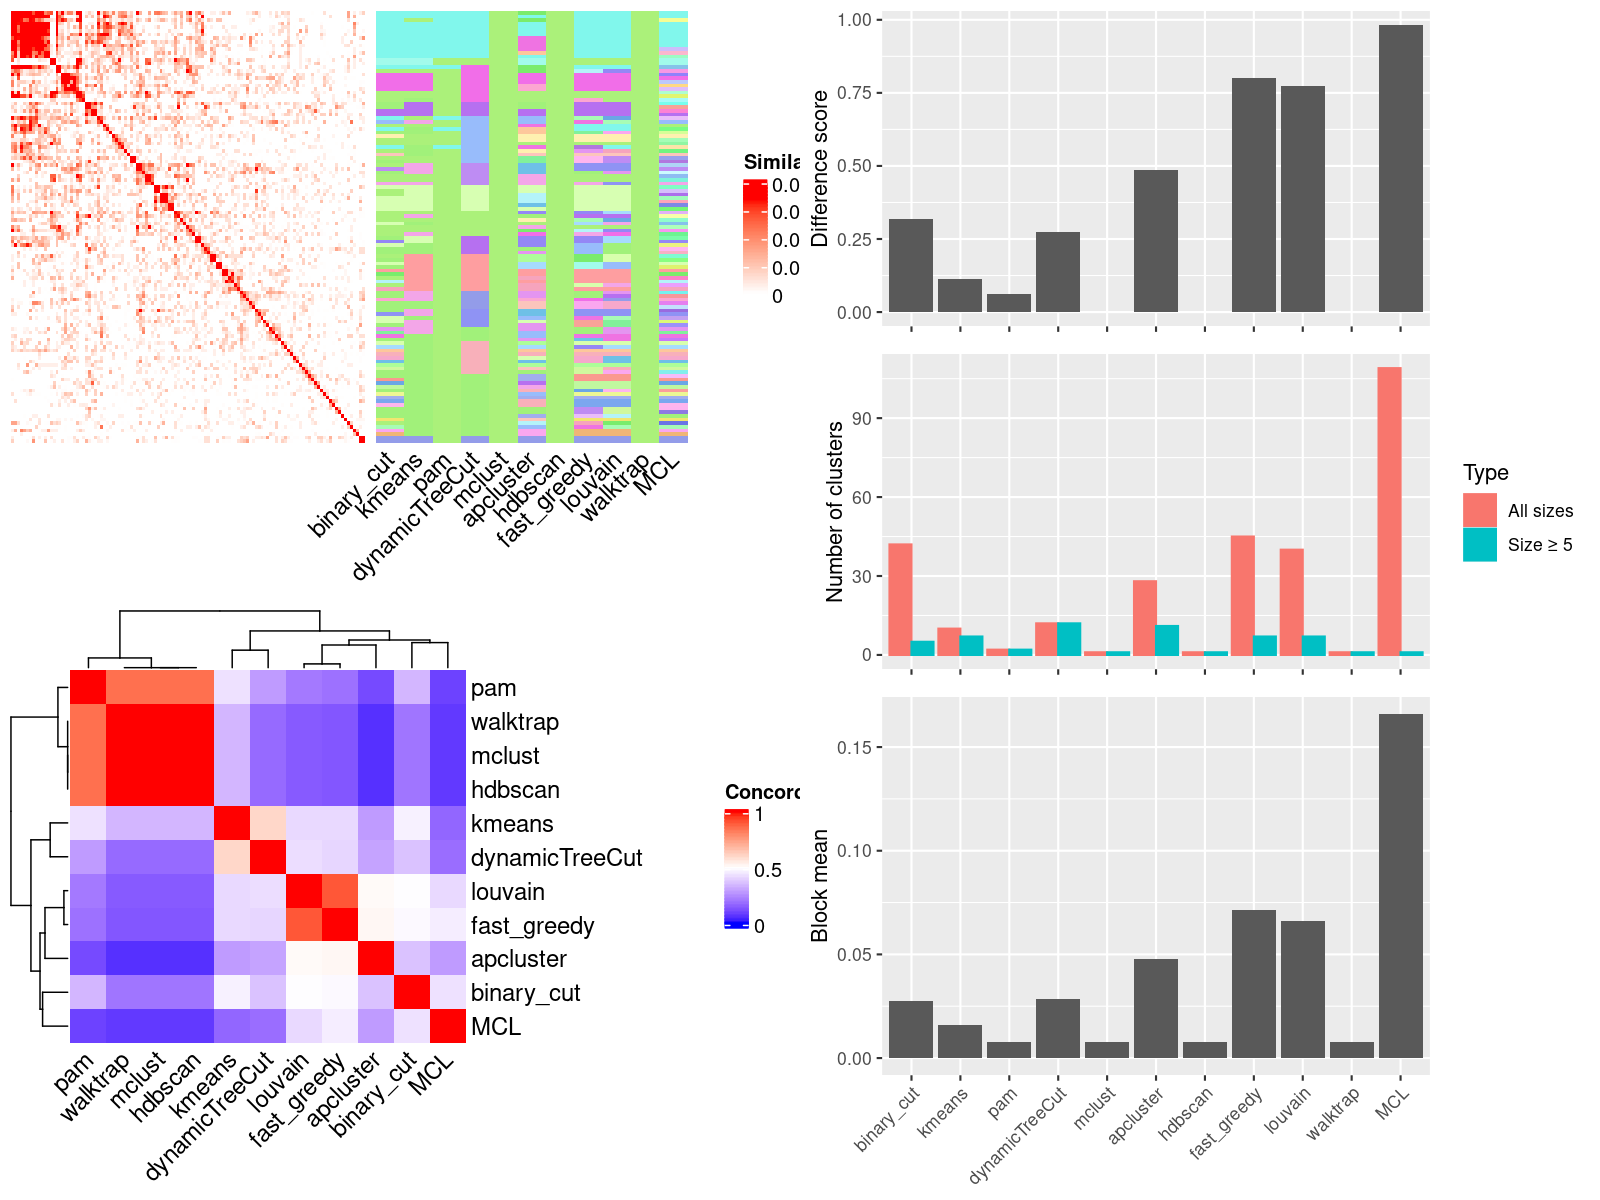 Simila
0.0
0.0
0.0
0.0
0
binary_cut
kmeans
pam
dynamicTreeCut
mclust
apcluster
hdbscan
fast_greedy
louvain
walktrap
MCL
pam
walktrap
mclust
hdbscan
kmeans
dynamicTreeCut
louvain
fast_greedy
apcluster
binary_cut
MCL
pam
walktrap
mclust
hdbscan
kmeans
dynamicTreeCut
louvain
fast_greedy
apcluster
binary_cut
MCL
Concord
1
0.5
0
Difference score
1.00
0.75
0.50
0.25
0.00
Number of clusters
90
60
30
0
Type
All sizes
Size ≥ 5
Block mean
0.15
0.10
0.05
0.00
binary_cut
kmeans
pam
dynamicTreeCut
mclust
apcluster
hdbscan
fast_greedy
louvain
walktrap
MCL